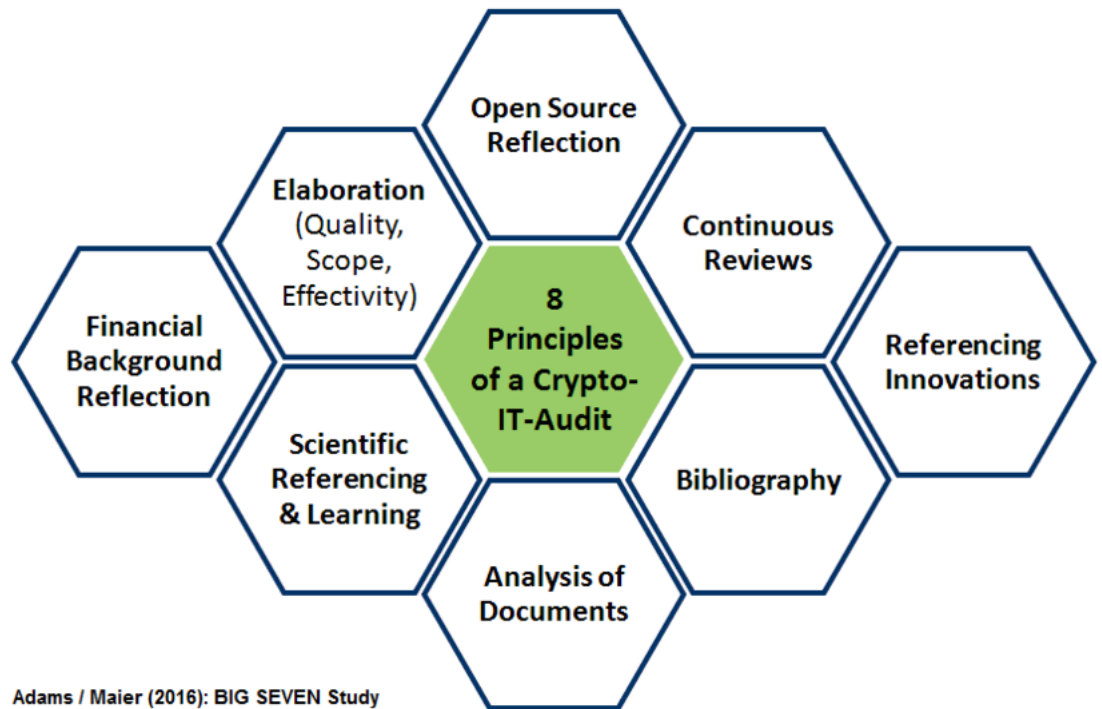 Open Source
Reflection
Elaboration
(Quality,
Scope,
Effectivity)
Continuous
Reviews
Financial
Background
Reflection
8
Principles
of a Crypto-
IT-Audit
Referencing
Innovations
Scientific
Referencing
& Learning
Bibliography
Analysis of
Documents
Adams / Maier (2016): BIG SEVEN Study